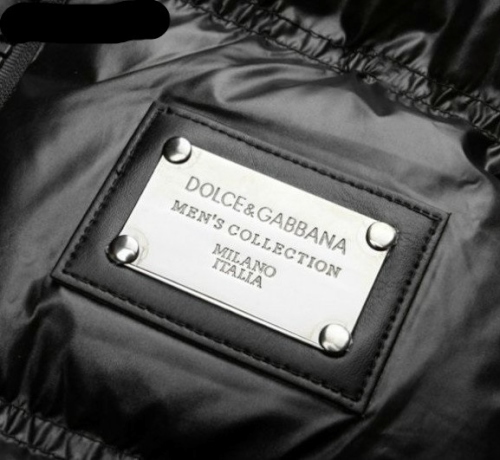 DOLCE&GABBANA
MEN'S COLLECTION
MILANO
ITALIA